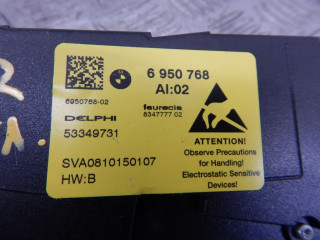 6 950 768
AI:02
6950768-02
faurecia
8347777 02
DELPHI
53349731
SVA0810150107
HW:B
ATTENTION!
Observe Precautions
for Handling!
Electrostatic Sensitive
Devices!